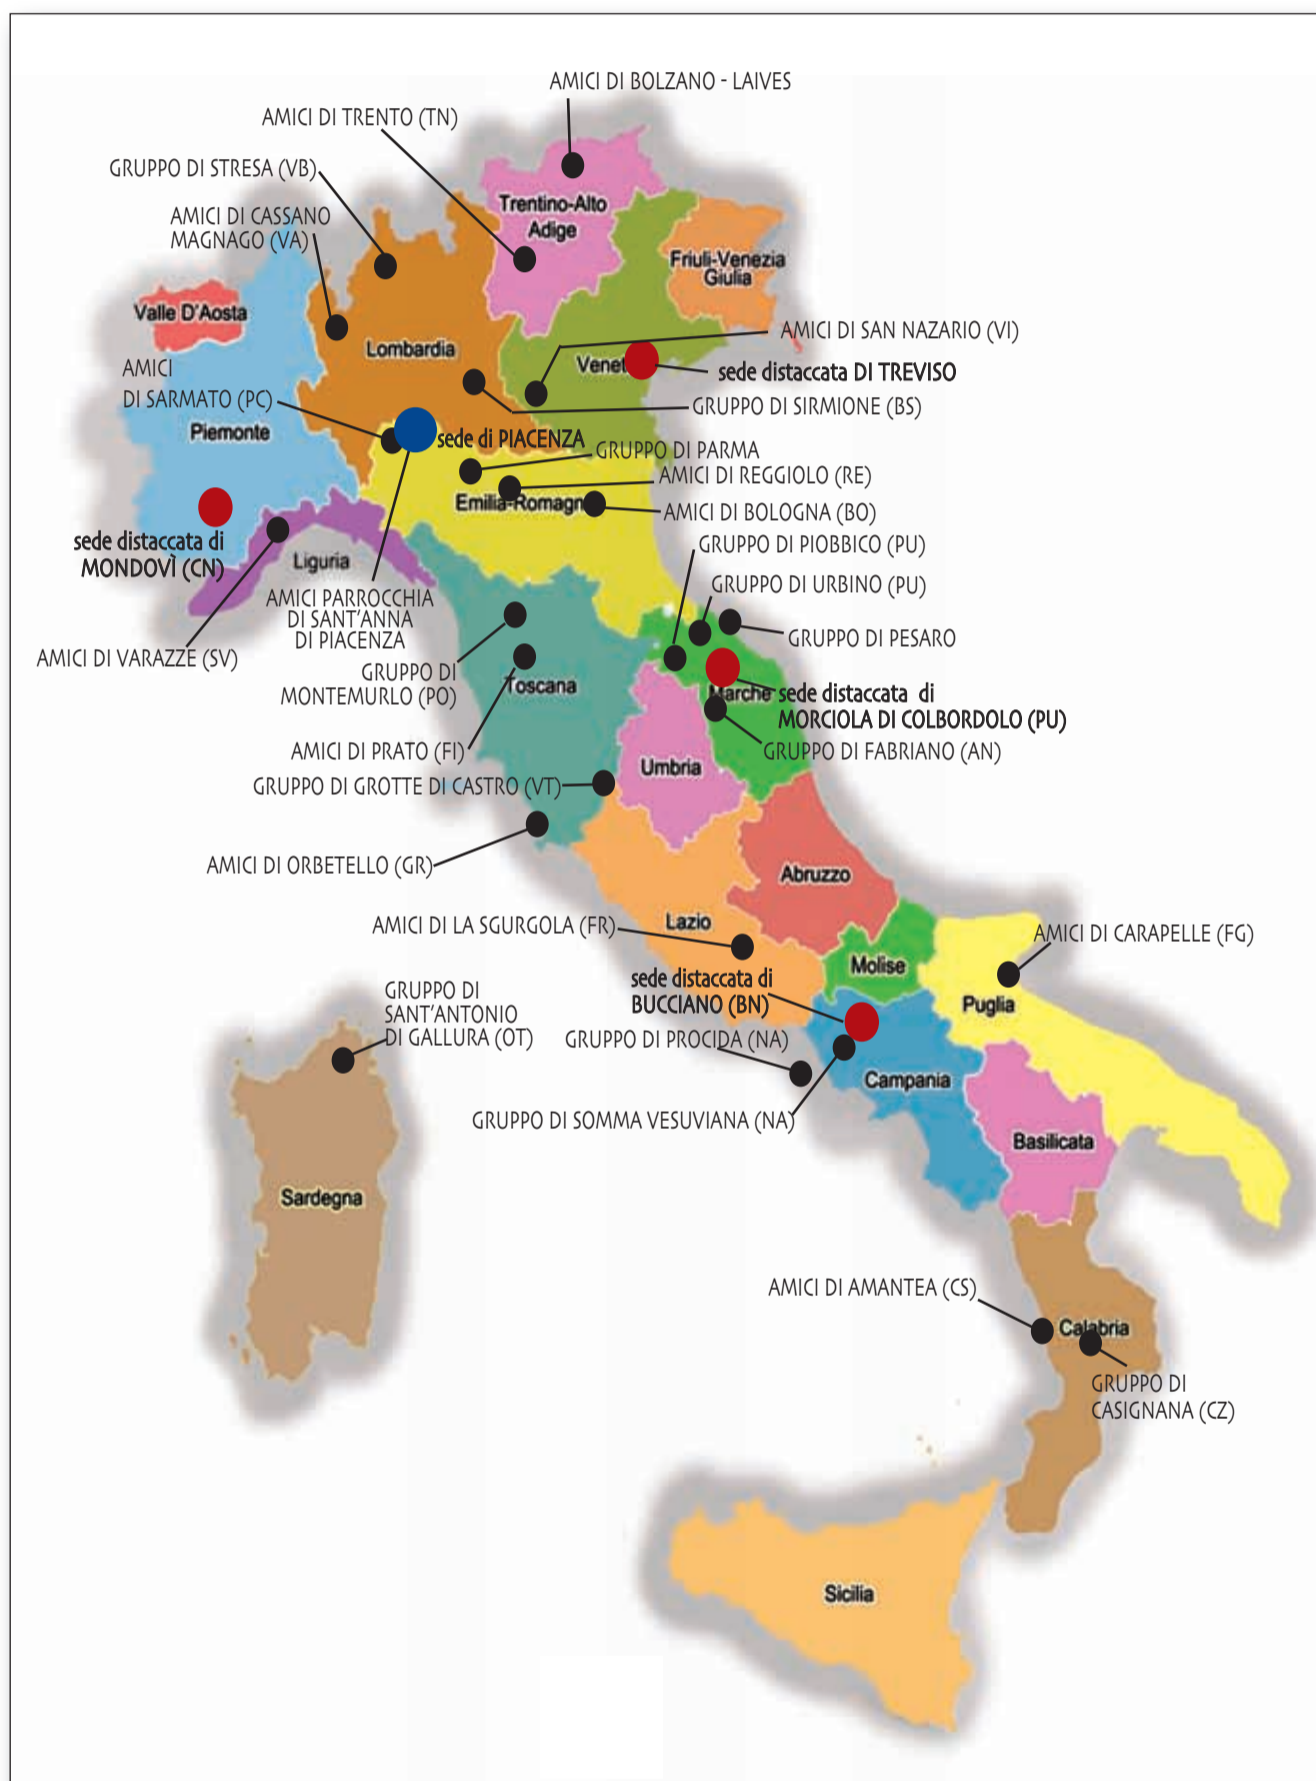 AMICI DI BOLZANO - LAIVES
AMICI DI TRENTO (TN)
GRUPPO DI STRESA (VB)
AMICI DI CASSANO
MAGNAGO (VA)
Trentino-Alto
Adige
Friuli-Venezia
Giulia
Valle D'Aosta
Lombardia
AMICI DI SAN NAZARIO (VI)
Venet
sede distaccata DI TREVISO
AMICI
DI SARMATO (PC)
GRUPPO DI SIRMIONE (BS)
Piemonte
sede di PIACENZA
GRUPPO DI PARMA
AMICI DI REGGIOLO (RE)
Emilia-Romagn
AMICI DI BOLOGNA (BO)
sede distaccata di
MONDOVÌ (CN)
Liguria
GRUPPO DI PIOBBICO (PU)
GRUPPO DI URBINO (PU)
AMICI PARROCCHIA
DI SANT'ANNA
DI PIACENZA
GRUPPO DI PESARO
AMICI DI VARAZZE (SV)
GRUPPO DI
MONTEMURLO (PO)
Toscana
Marche
sede distaccata di
MORCIOLA DI COLBORDOLO (PU)
AMICI DI PRATO (FI)
GRUPPO DI FABRIANO (AN)
Umbria
GRUPPO DI GROTTE DI CASTRO (VT)
AMICI DI ORBETELLO (GR)
Abruzzo
Lazio
AMICI DI LA SGURGOLA (FR)
AMICI DI CARAPELLE (FG)
Molise
sede distaccata di
BUCCIANO (BN)
Puglia
GRUPPO DI
SANT'ANTONIO
DI GALLURA (OT)
GRUPPO DI PROCIDA (NA)
Campania
GRUPPO DI SOMMA VESUVIANA (NA)
Basilicata
Sardegna
AMICI DI AMANTEA (CS)
Calabria
GRUPPO DI
CASIGNANA (CZ)
Sicilia